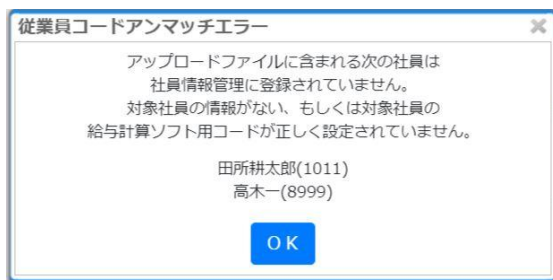 従業員コードアンマッチエラー
アップロードファイルに含まれる次の社員は
社員情報管理に登録されていません。
対象社員の情報がない、もしくは対象社員の
給与計算ソフト用コードが正しく設定されていません。
田所耕太郎(1011)
高木一(8999)
OK